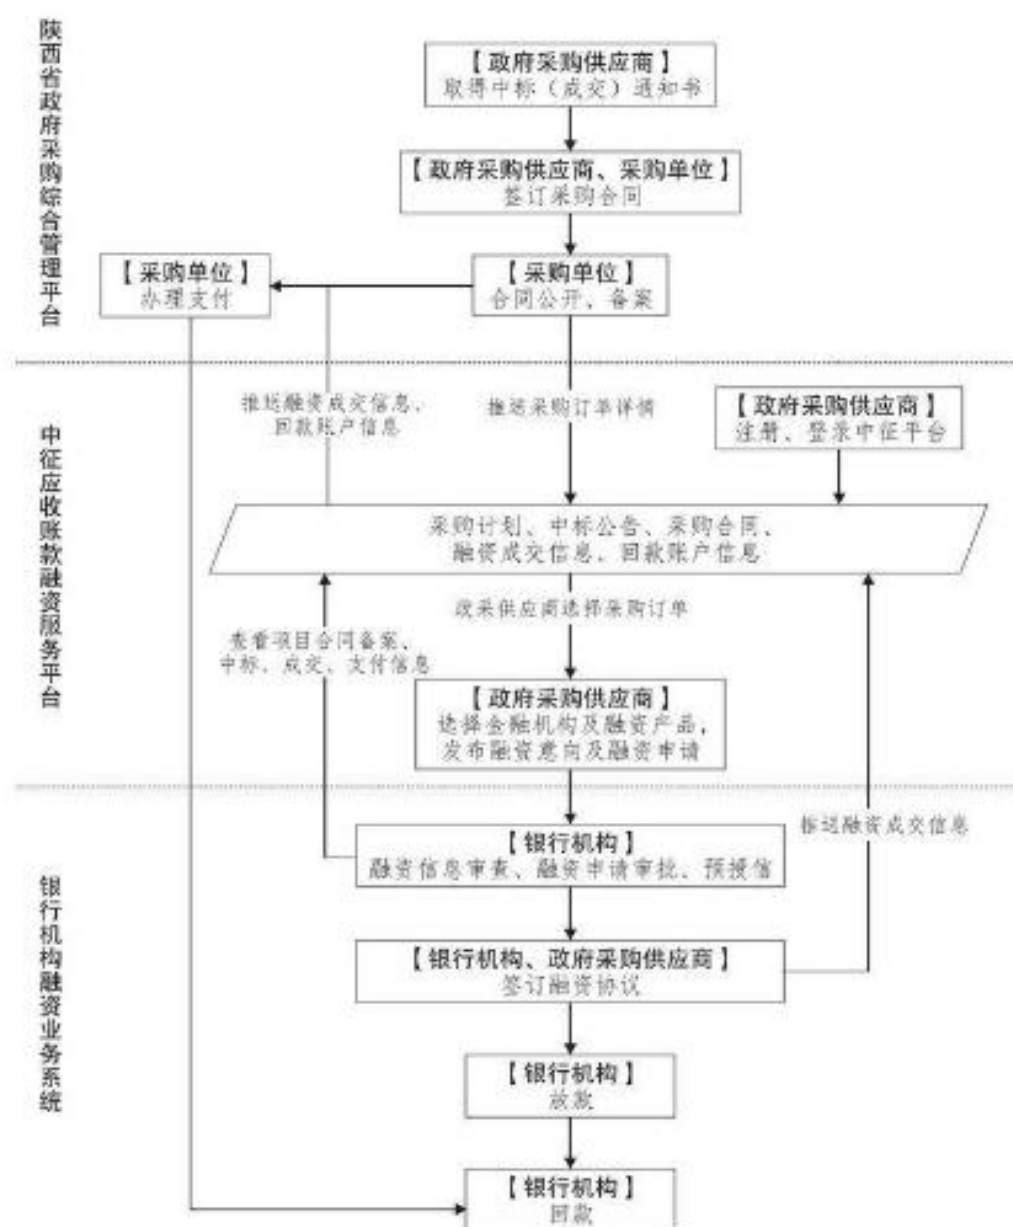 陕西省政府采购综合管理平台
【政府采购供应商】
取得中标（成交）通知书
【政府采购供应商、采购单位】
签订采购合同
【采购单位】
办理支付
【采购单位】
合同公开、备案
中征应收账款融资服务平台
推送融资成交信息、
回款账户信息
推送采购订单详情
【政府采购供应商】
注册、登录中征平台
采购计划、中标公告、采购合同、
融资成交信息、回款账户信息
政采供应商选择采购订单
查看项目合同备案、
中标、成交、支付信息
【政府采购供应商】
选择金融机构及融资产品，
发布融资意向及融资申请
银行机构融资业务系统
推送融资成交信息
【银行机构】
融资信息审查、融资申请审批、预授信
【银行机构、政府采购供应商】
签订融资协议
【银行机构】
放款
【银行机构】
回款